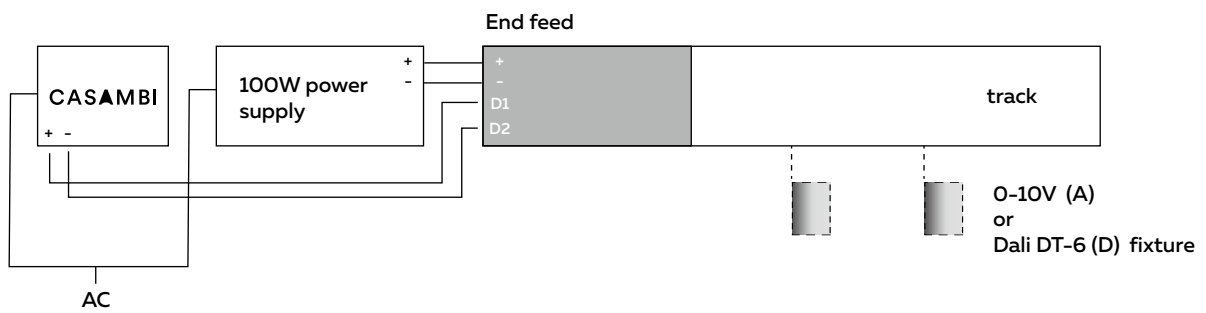 End feed
CASAMBI
+ -
100W power
supply
+
-
+
-
D1
D2
track
0-10V (A)
or
Dali DT-6 (D) fixture
AC